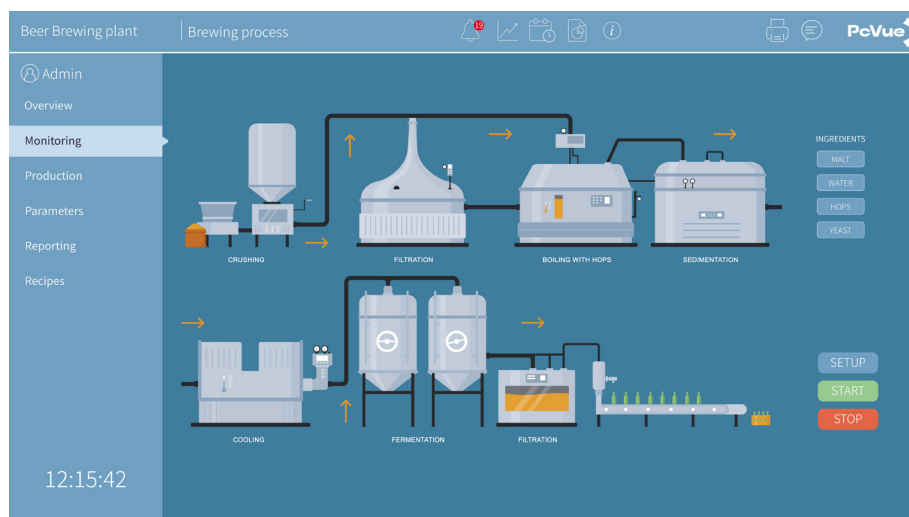 Beer Brewing plant
Brewing process
19
PcVue
Admin
Overview
Monitoring
Production
Parameters
Reporting
Recipes
12:15:42
CRUSHING
FILTRATION
BOILING WITH HOPS
SEDIMENTATION
COOLING
FERMENTATION
FILTRATION
INGREDIENTS
MALT
WATER
HOPS
YEAST
SETUP
START
STOP